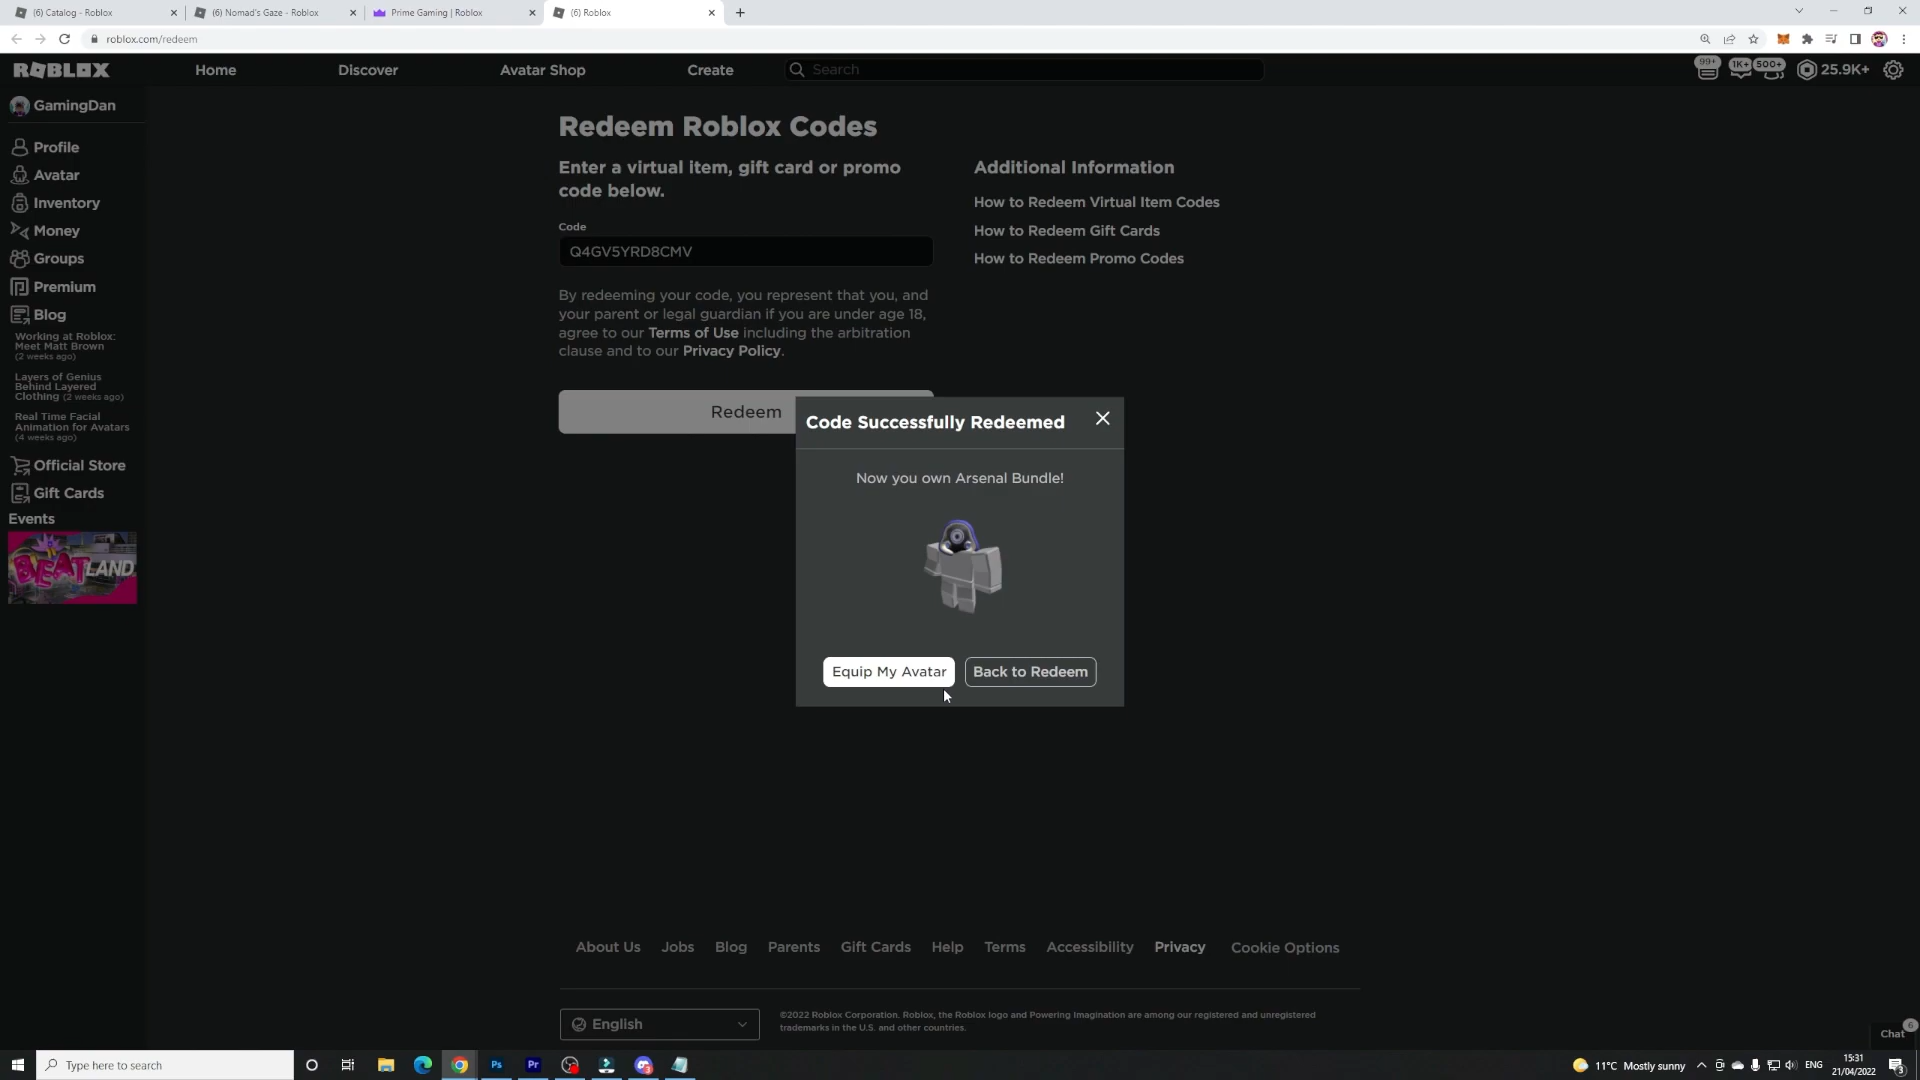 (6) Catalog - Roblox
(6) Nomad's Gaze - Roblox
Prime Gaming | Roblox
(6) Roblox
roblox.com/redeem
ROBLOX
Home
Discover
Avatar Shop
Create
Search
99+
1K+
500+
25.9K+
GamingDan
Profile
Avatar
Inventory
Money
Groups
Premium
Blog
Working at Roblox:
Meet Matt Brown
(2 weeks ago)
Layers of Genius
Behind Layered
Clothing (2 weeks ago)
Real Time Facial
Animation for Avatars
(4 weeks ago)
Official Store
Gift Cards
Events
BEATLAND
Redeem Roblox Codes
Enter a virtual item, gift card or promo
code below.
Code
Q4GV5YRD8CMV
By redeeming your code, you represent that you, and
your parent or legal guardian if you are under age 18,
agree to our Terms of Use including the arbitration
clause and to our Privacy Policy.
Redeem
Additional Information
How to Redeem Virtual Item Codes
How to Redeem Gift Cards
How to Redeem Promo Codes
Code Successfully Redeemed
Now you own Arsenal Bundle!
Equip My Avatar
Back to Redeem
About Us
Jobs
Blog
Parents
Gift Cards
Help
Terms
Accessibility
Privacy
Cookie Options
English
©2022 Roblox Corporation. Roblox, the Roblox logo and Powering Imagination are among our registered and unregistered
trademarks in the U.S. and other countries.
Chat
6
Type here to search
Ps
Pr
3
11°C Mostly sunny
ENG
15:31
21/04/2022
3